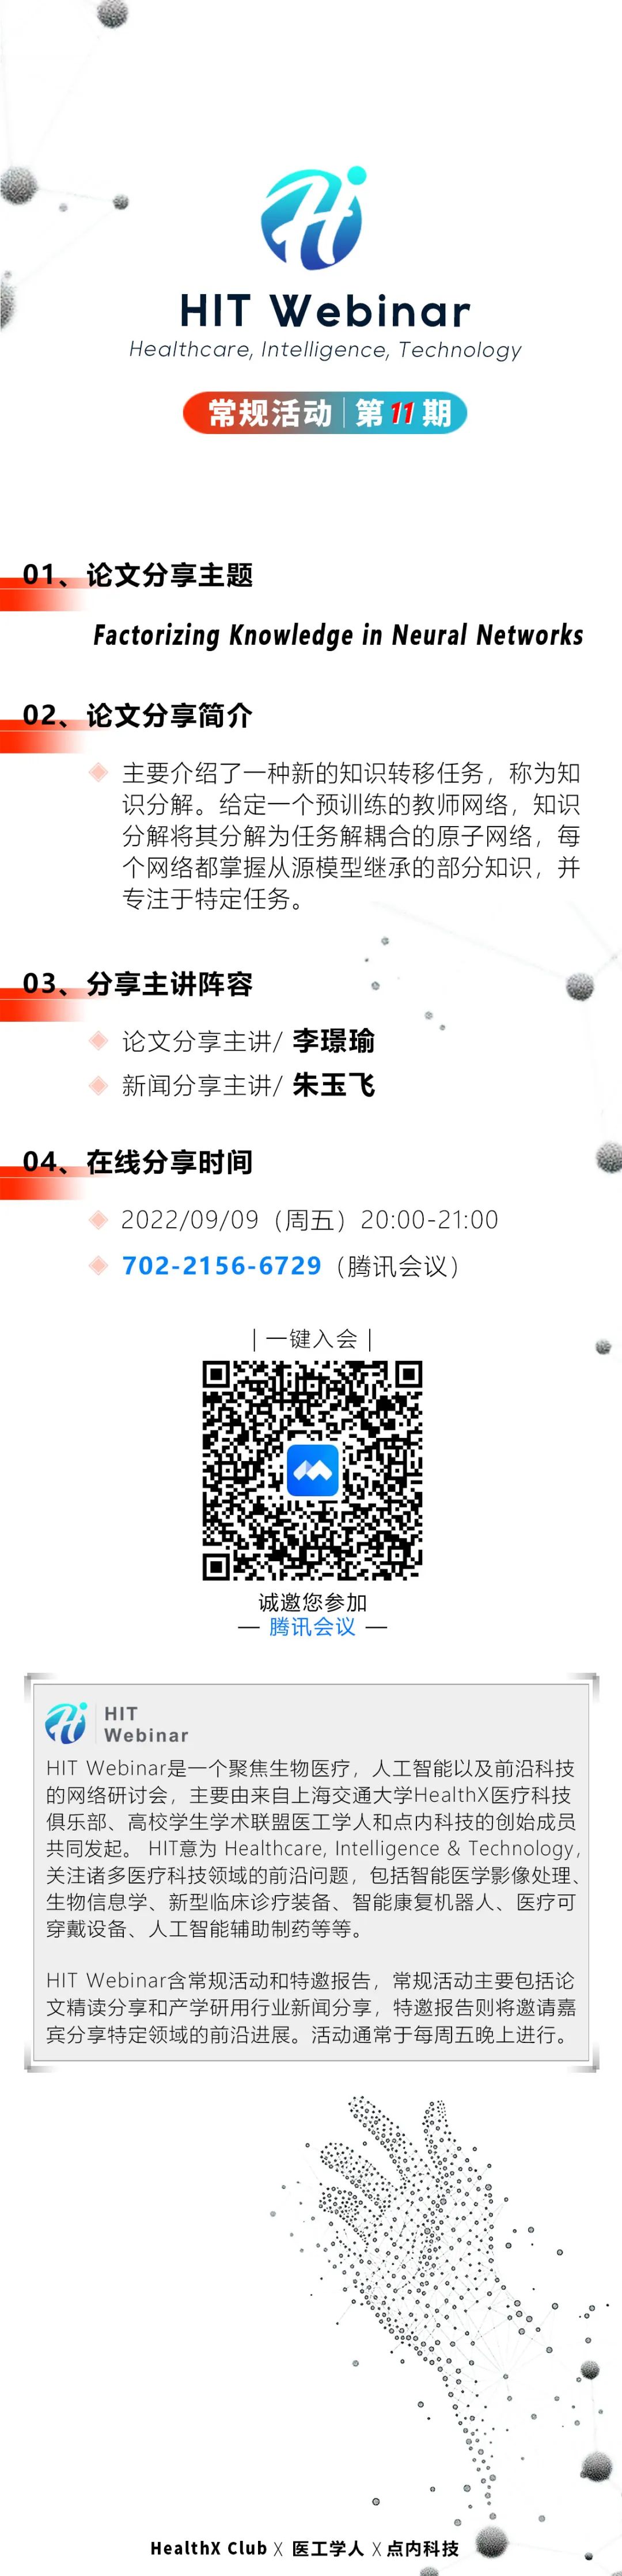 HIT Webinar
Healthcare, Intelligence, Technology
常规活动 | 第 11 期
01、论文分享主题
Factorizing Knowledge in Neural Networks
02、论文分享简介
主要介绍了一种新的知识转移任务，称为知
识分解。给定一个预训练的教师网络，知识
分解将其分解为任务解耦合的原子网络，每
个网络都掌握从源模型继承的部分知识，并
专注于特定任务。
03、分享主讲阵容
论文分享主讲/ 李璟瑜
新闻分享主讲/ 朱玉飞
04、在线分享时间
2022/09/09（周五）20:00-21:00
702-2156-6729（腾讯会议）
| 一键入会 |
诚邀您参加
— 腾讯会议 —
HIT
Webinar
HIT Webinar是一个聚焦生物医疗，人工智能以及前沿科技
的网络研讨会，主要由来自上海交通大学HealthX医疗科技
俱乐部、高校学生学术联盟医工学人和点内科技的创始成员
共同发起。 HIT意为 Healthcare, Intelligence & Technology,
关注诸多医疗科技领域的前沿问题，包括智能医学影像处理、
生物信息学、新型临床诊疗装备、智能康复机器人、医疗可
穿戴设备、人工智能辅助制药等等。
HIT Webinar含常规活动和特邀报告，常规活动主要包括论
文精读分享和产学研用行业新闻分享，特邀报告则将邀请嘉
宾分享特定领域的前沿进展。活动通常于每周五晚上进行。
HealthX Club X 医工学人 X 点内科技